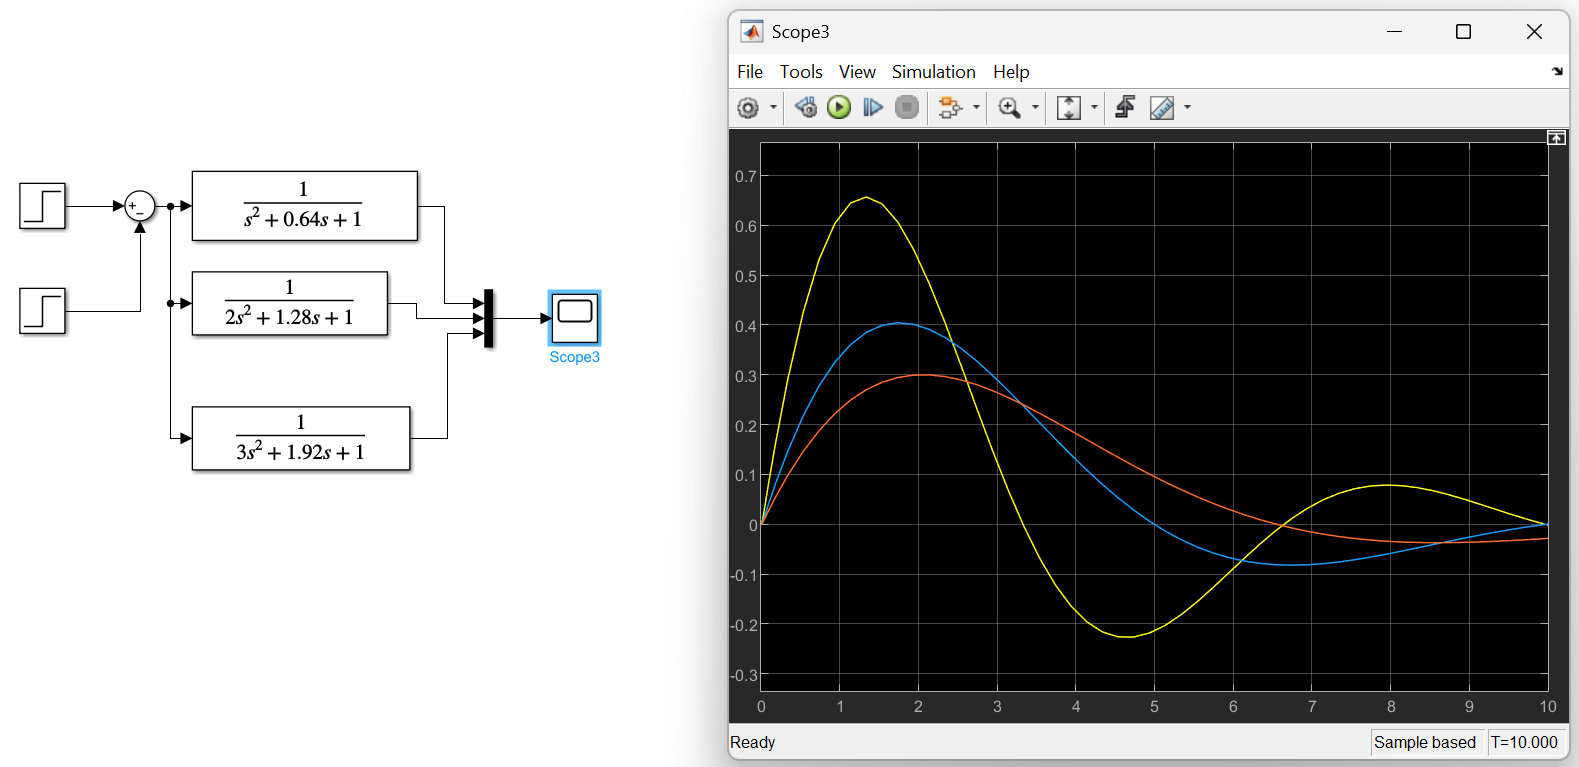 1
s² + 0.64s + 1
1
2s² + 1.28s + 1
1
3s² + 1.92s + 1
Scope3
Scope3
File Tools View Simulation Help
0.7
0.6
0.5
0.4
0.3
0.2
0.1
0
-0.1
-0.2
-0.3
0 1 2 3 4 5 6 7 8 9 10
Ready Sample based T=10.000